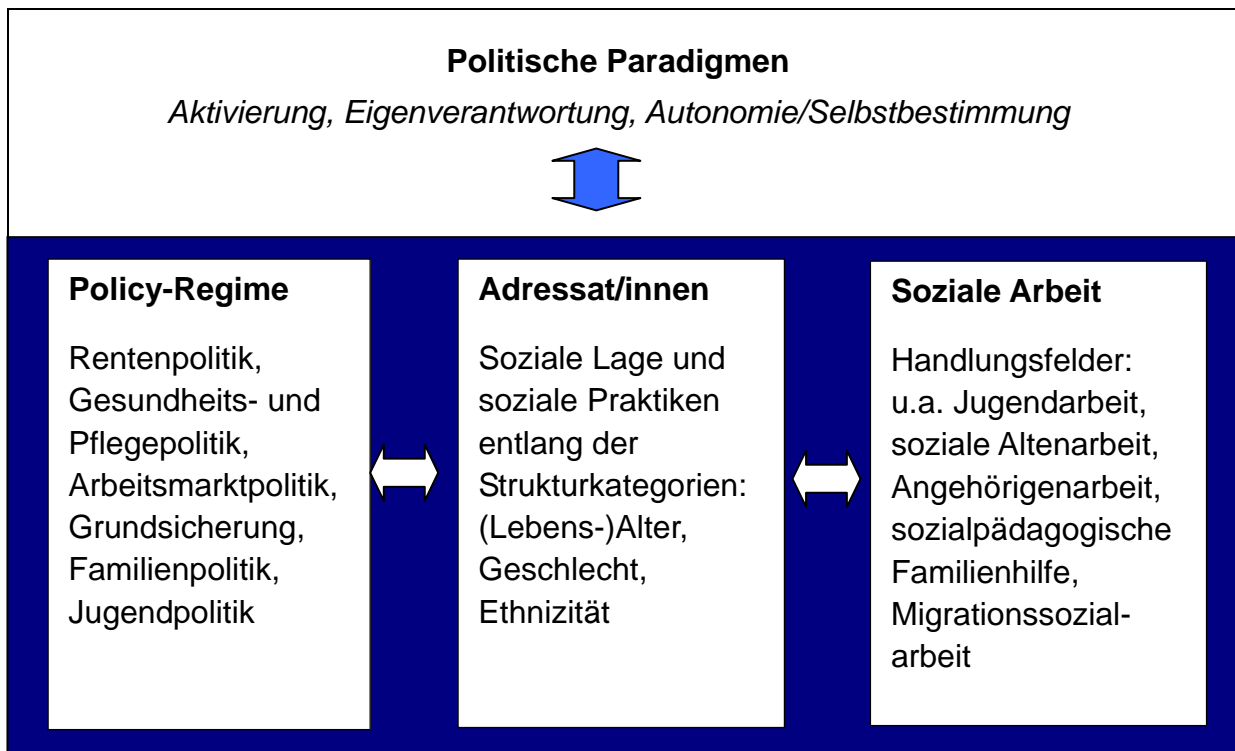 Politische Paradigmen
Aktivierung, Eigenverantwortung, Autonomie/Selbstbestimmung
Policy-Regime
Rentenpolitik,
Gesundheits- und
Pflegepolitik,
Arbeitsmarktpolitik,
Grundsicherung,
Familienpolitik,
Jugendpolitik
Adressat/innen
Soziale Lage und
soziale Praktiken
entlang der
Strukturkategorien:
(Lebens-)Alter,
Geschlecht,
Ethnizität
Soziale Arbeit
Handlungsfelder:
u.a. Jugendarbeit,
soziale Altenarbeit,
Angehörigenarbeit,
sozialpädagogische
Familienhilfe,
Migrationssozial-
arbeit